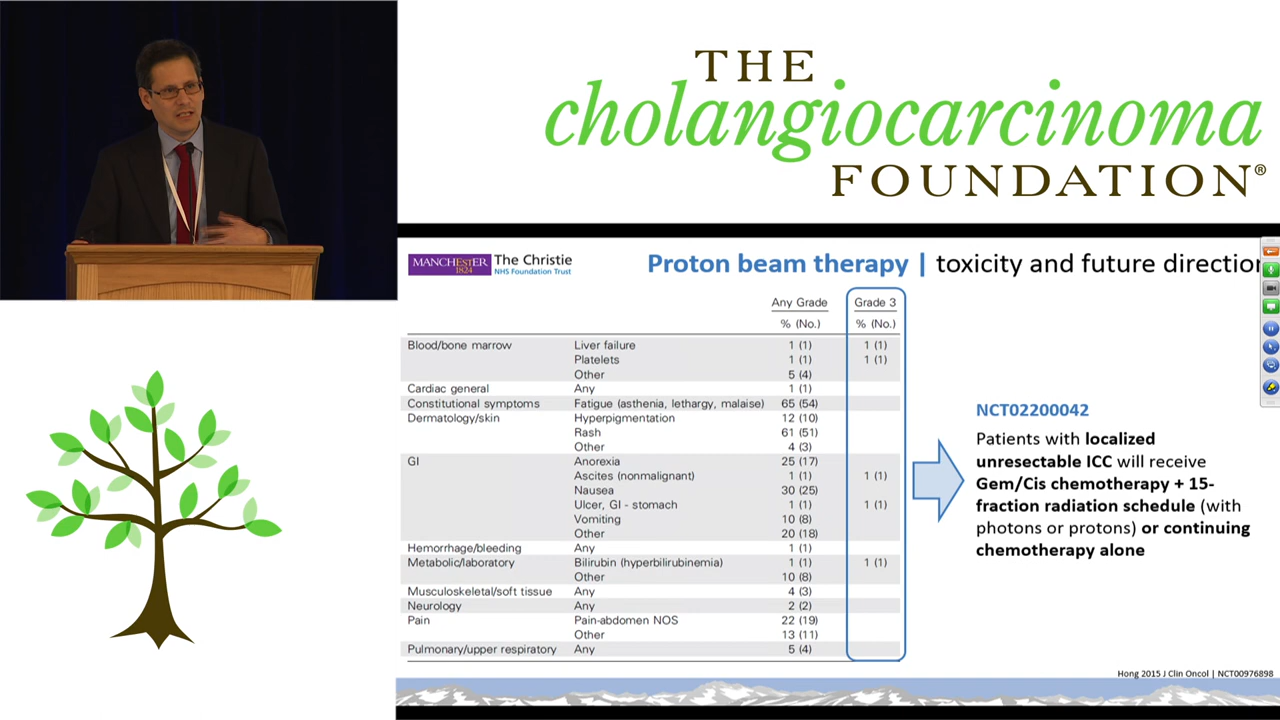 THE
cholangiocarcinoma
FOUNDATION®
MANCHESTER
1824
The Christie
NHS Foundation Trust
Proton beam therapy | toxicity and future direction
Any Grade Grade 3
% (No.) % (No.)
Blood/bone marrow Liver failure 1 (1) 1 (1)
Platelets 1 (1) 1 (1)
Other 5 (4)
Cardiac general Any 1 (1)
Constitutional symptoms Fatigue (asthenia, lethargy, malaise) 65 (54)
Dermatology/skin Hyperpigmentation 12 (10)
Rash 61 (51)
Other 4 (3)
GI Anorexia 25 (17)
Ascites (nonmalignant) 1 (1) 1 (1)
Nausea 30 (25)
Ulcer, GI - stomach 1 (1) 1 (1)
Vomiting 10 (8)
Other 20 (18)
Hemorrhage/bleeding Any 1 (1)
Metabolic/laboratory Bilirubin (hyperbilirubinemia) 1 (1) 1 (1)
Other 10 (8)
Musculoskeletal/soft tissue Any 4 (3)
Neurology Any 2 (2)
Pain Pain-abdomen NOS 22 (19)
Other 13 (11)
Pulmonary/upper respiratory Any 5 (4)
NCT02200042
Patients with localized
unresectable ICC will receive
Gem/Cis chemotherapy + 15-
fraction radiation schedule (with
photons or protons) or continuing
chemotherapy alone
Hong 2015 J Clin Oncol | NCT00976898